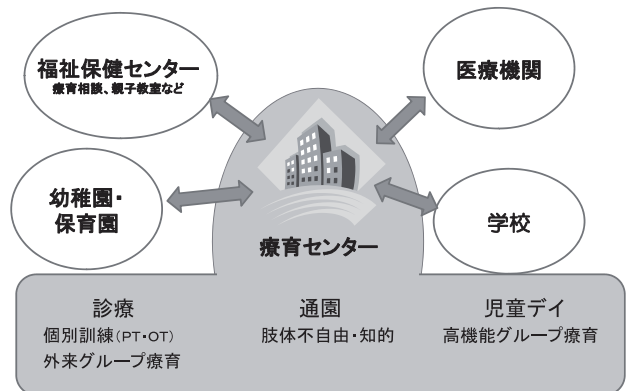 福祉保健センター
療育相談、親子教室など
医療機関
幼稚園・
保育園
学校
療育センター
診療
個別訓練(PT・OT)
外来グループ療育
通園
肢体不自由・知的
児童デイ
高機能グループ療育